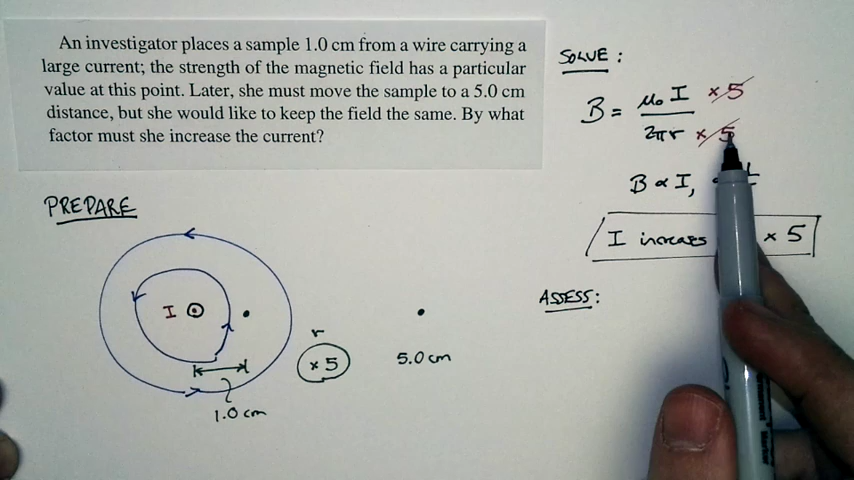 An investigator places a sample 1.0 cm from a wire carrying a
large current; the strength of the magnetic field has a particular
value at this point. Later, she must move the sample to a 5.0 cm
distance, but she would like to keep the field the same. By what
factor must she increase the current?
PREPARE
I
1.0 cm
r
× 5
5.0 cm
SOLVE:
B = μ₀ I × 5
2πr × 5
B ∝ I,
I increases × 5
ASSESS: